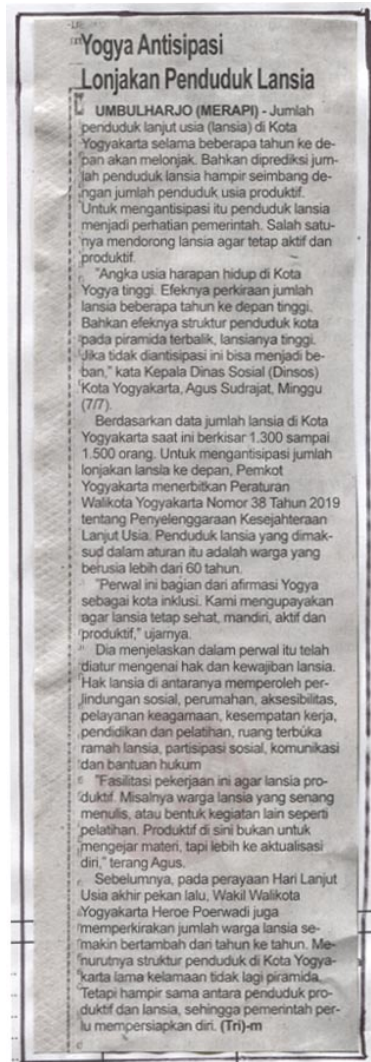 Yogya Antisipasi
Lonjakan Penduduk Lansia
UMBULHARJO (MERAPI) - Jumlah
penduduk lanjut usia (lansia) di Kota
Yogyakarta selama beberapa tahun ke de-
pan akan melonjak. Bahkan diprediksi jum-
lah penduduk lansia hampir seimbang de-
ngan jumlah penduduk usia produktif.
Untuk mengantisipasi itu penduduk lansia
menjadi perhatian pemerintah. Salah satu-
nya mendorong lansia agar tetap aktif dan
produktif.
"Angka usia harapan hidup di Kota
Yogya tinggi. Efeknya perkiraan jumlah
lansia beberapa tahun ke depan tinggi.
Bahkan efeknya struktur penduduk kota
pada piramida terbalik, lansianya tinggi.
Jika tidak diantisipasi ini bisa menjadi be-
ban," kata Kepala Dinas Sosial (Dinsos)
Kota Yogyakarta, Agus Sudrajat, Minggu
(7/7).
Berdasarkan data jumlah lansia di Kota
Yogyakarta saat ini berkisar 1.300 sampai
1.500 orang. Untuk mengantisipasi jumlah
lonjakan lansia ke depan, Pemkot
Yogyakarta menerbitkan Peraturan
Walikota Yogyakarta Nomor 38 Tahun 2019
tentang Penyelenggaraan Kesejahteraan
Lanjut Usia. Penduduk lansia yang dimak-
sud dalam aturan itu adalah warga yang
berusia lebih dari 60 tahun.
"Perwal ini bagian dari afirmasi Yogya
sebagai kota inklusi. Kami mengupayakan
agar lansia tetap sehat, mandiri, aktif dan
produktif," ujarnya.
Dia menjelaskan dalam perwal itu telah
diatur mengenai hak dan kewajiban lansia.
Hak lansia di antaranya memperoleh per-
lindungan sosial, perumahan, aksesibilitas,
pelayanan keagamaan, kesempatan kerja,
pendidikan dan pelatihan, ruang terbuka
ramah lansia, partisipasi sosial, komunikasi
dan bantuan hukum
"Fasilitasi pekerjaan ini agar lansia pro-
duktif. Misalnya warga lansia yang senang
menulis, atau bentuk kegiatan lain seperti
pelatihan. Produktif di sini bukan untuk
mengejar materi, tapi lebih ke aktualisasi
diri," terang Agus.
Sebelumnya, pada perayaan Hari Lanjut
Usia akhir pekan lalu, Wakil Walikota
Yogyakarta Heroe Poerwadi juga
memperkirakan jumlah warga lansia se-
makin bertambah dari tahun ke tahun. Me-
nurutnya struktur penduduk di Kota Yogya-
karta lama kelamaan tidak lagi piramida.
Tetapi hampir sama antara penduduk pro-
duktif dan lansia, sehingga pemerintah per-
lu mempersiapkan diri. (Tri)-m